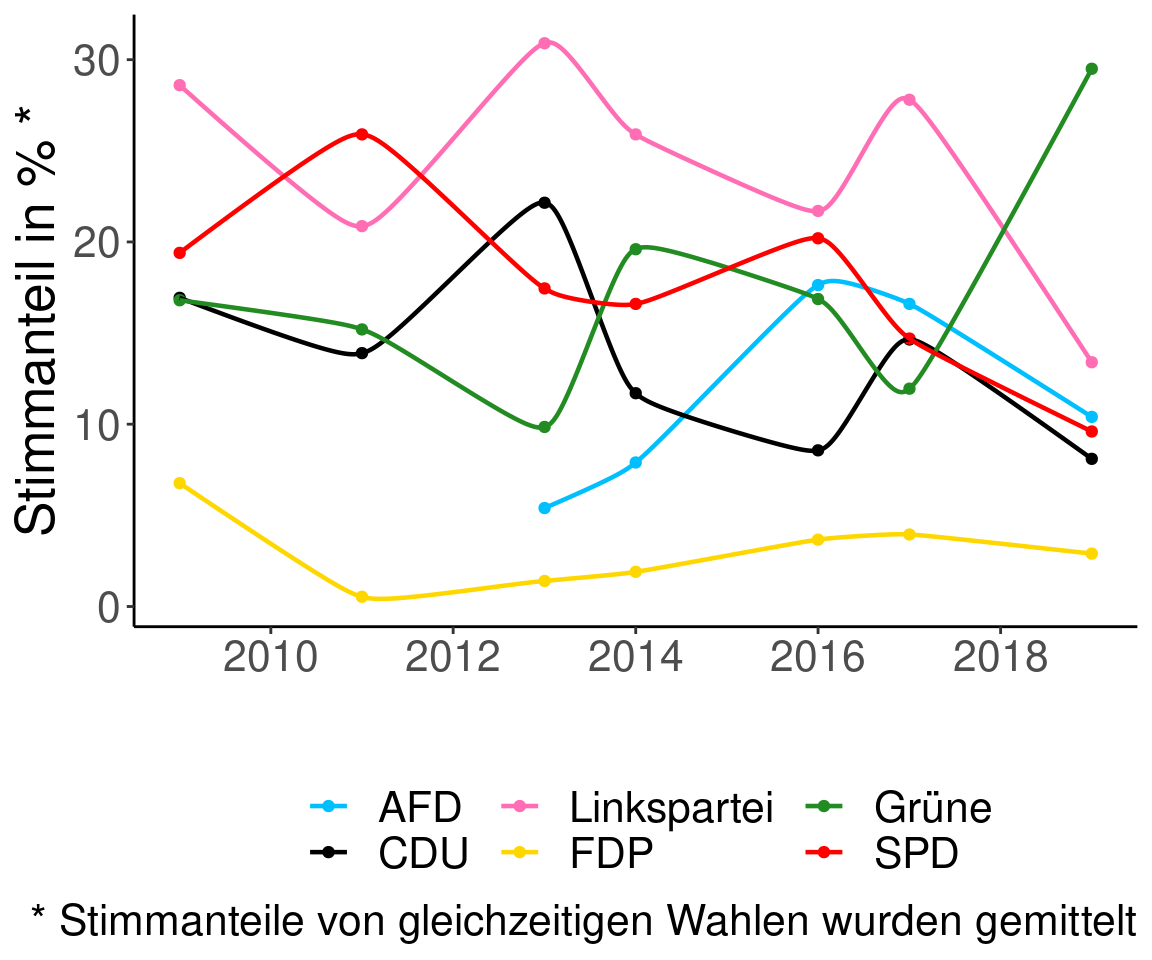 Stimmanteil in % *
30
20
10
0
2010 2012 2014 2016 2018
AFD Linkspartei Grüne
CDU FDP SPD
* Stimmanteile von gleichzeitigen Wahlen wurden gemittelt